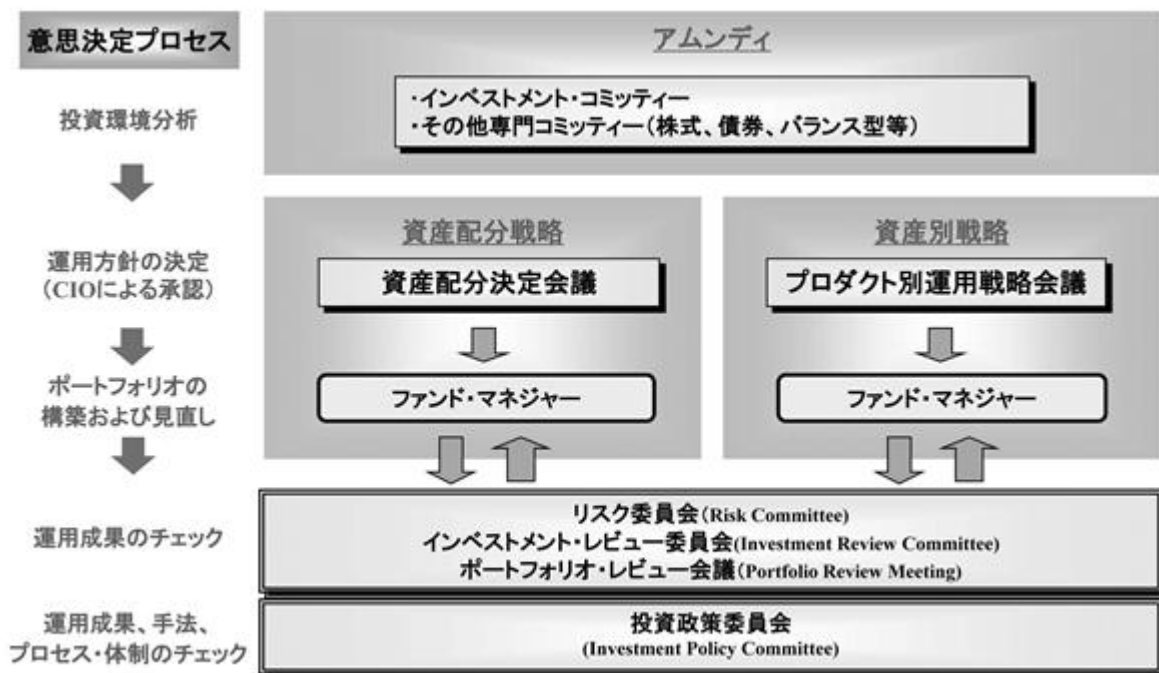 意思決定プロセス
アムンディ
投資環境分析
・インベストメント・コミッティー
・その他専門コミッティー（株式、債券、バランス型等）
資産配分戦略
資産別戦略
運用方針の決定
（CIOによる承認）
資産配分決定会議
プロダクト別運用戦略会議
ポートフォリオの
構築および見直し
ファンド・マネジャー
ファンド・マネジャー
運用成果のチェック
リスク委員会（Risk Committee）
インベストメント・レビュー委員会(Investment Review Committee)
ポートフォリオ・レビュー会議（Portfolio Review Meeting)
運用成果、手法、
プロセス・体制のチェック
投資政策委員会
(Investment Policy Committee)